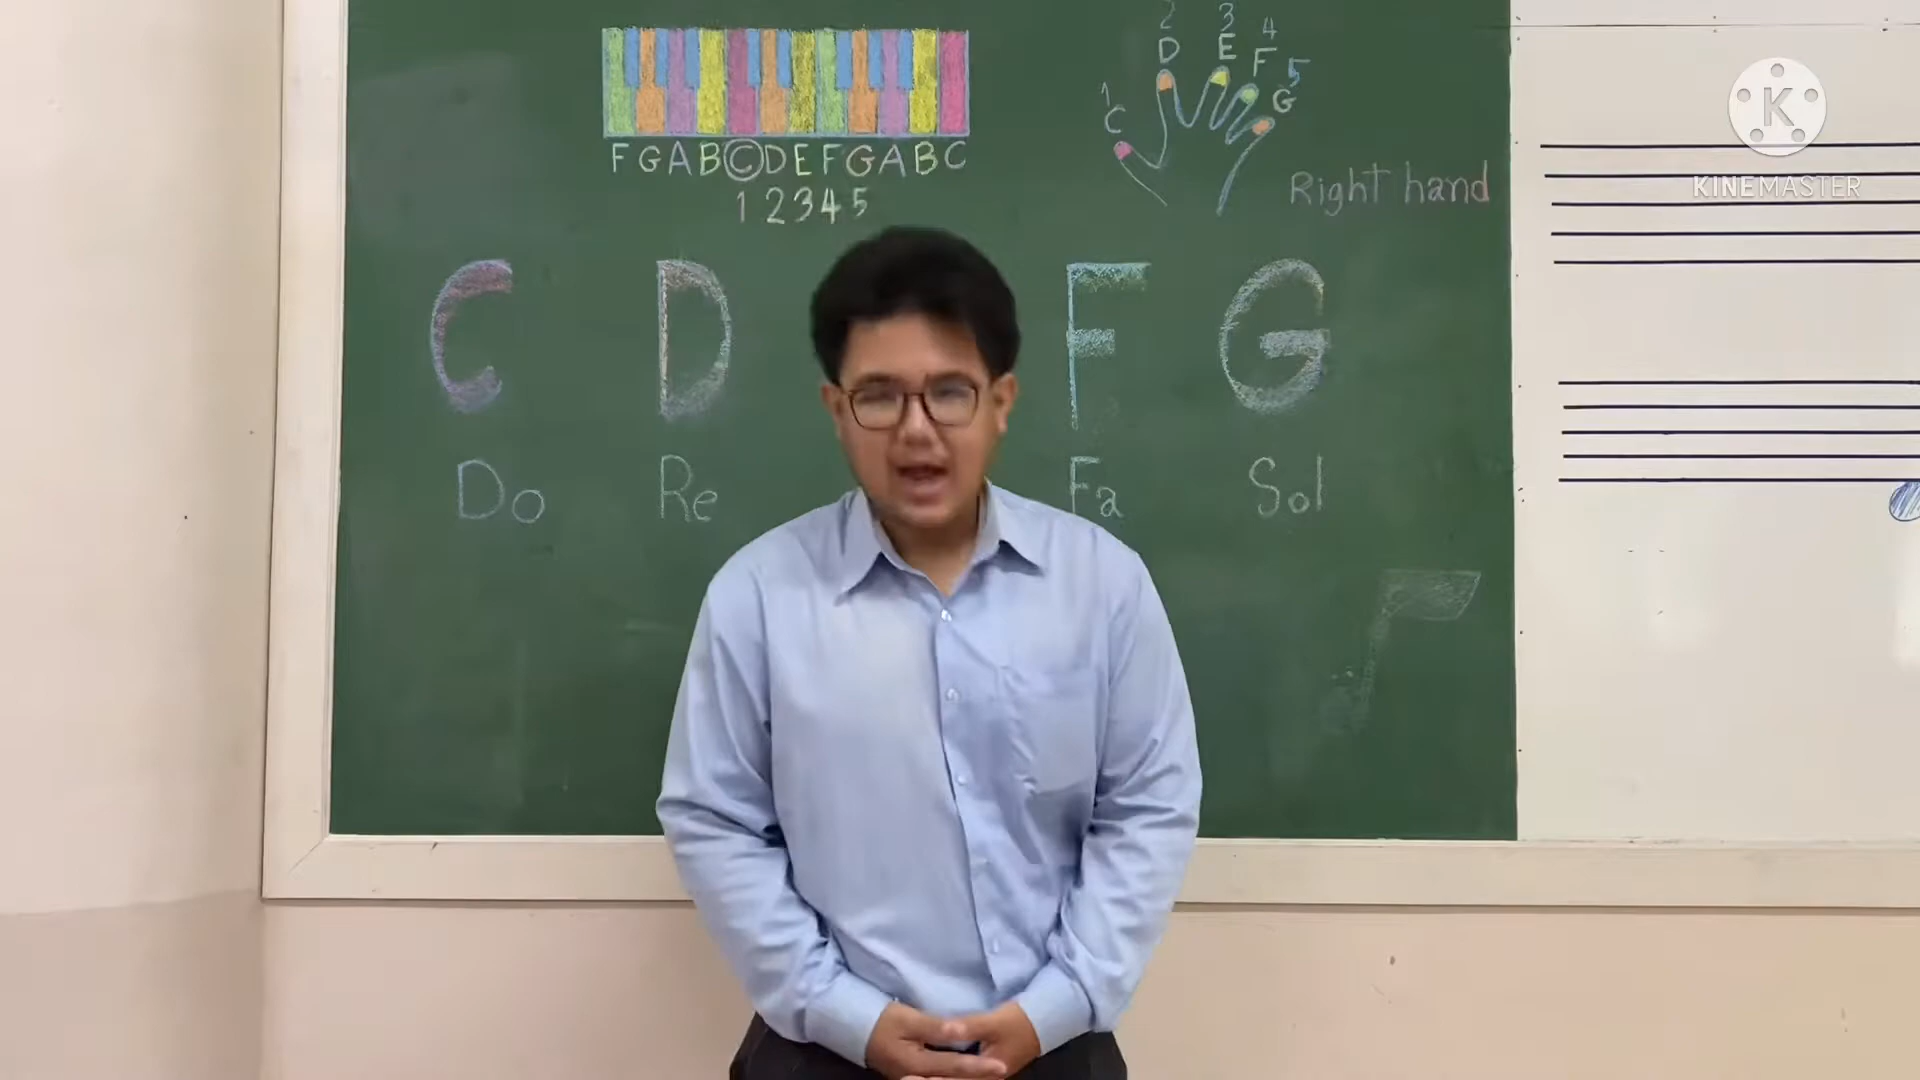 2 3 4
D E F 5
1 G
C
F G A B C D E F G A B C
1 2 3 4 5
Right hand
K
KINEMASTER
C D F G
Do Re Fa Sol